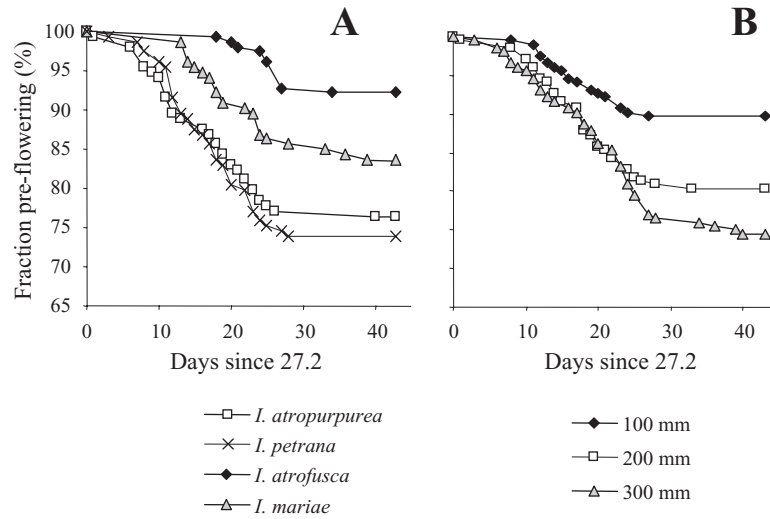 A
B
Fraction pre-flowering (%)
100
95
90
85
80
75
70
65
0 10 20 30 40
0 10 20 30 40
Days since 27.2
Days since 27.2
I. atropurpurea
I. petrana
I. atrofusca
I. mariae
100 mm
200 mm
300 mm